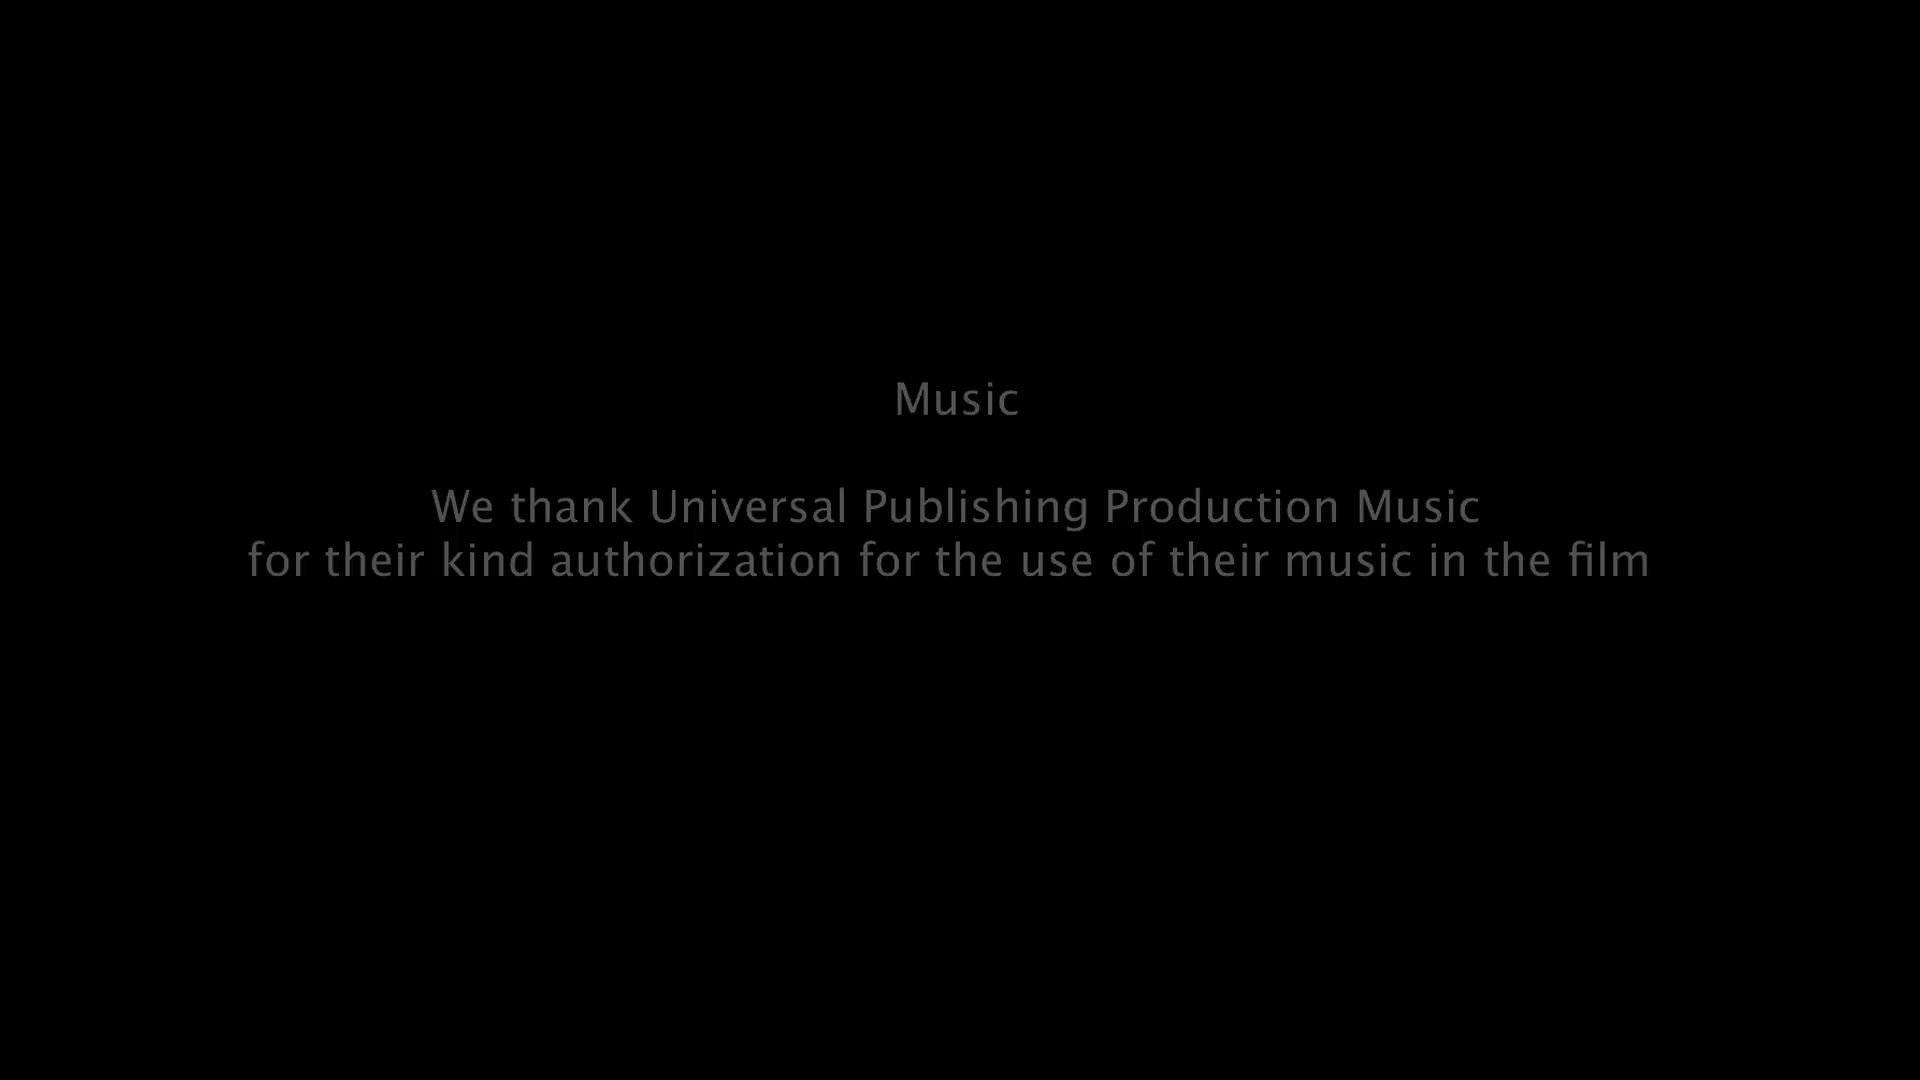 Music
We thank Universal Publishing Production Music
for their kind authorization for the use of their music in the film